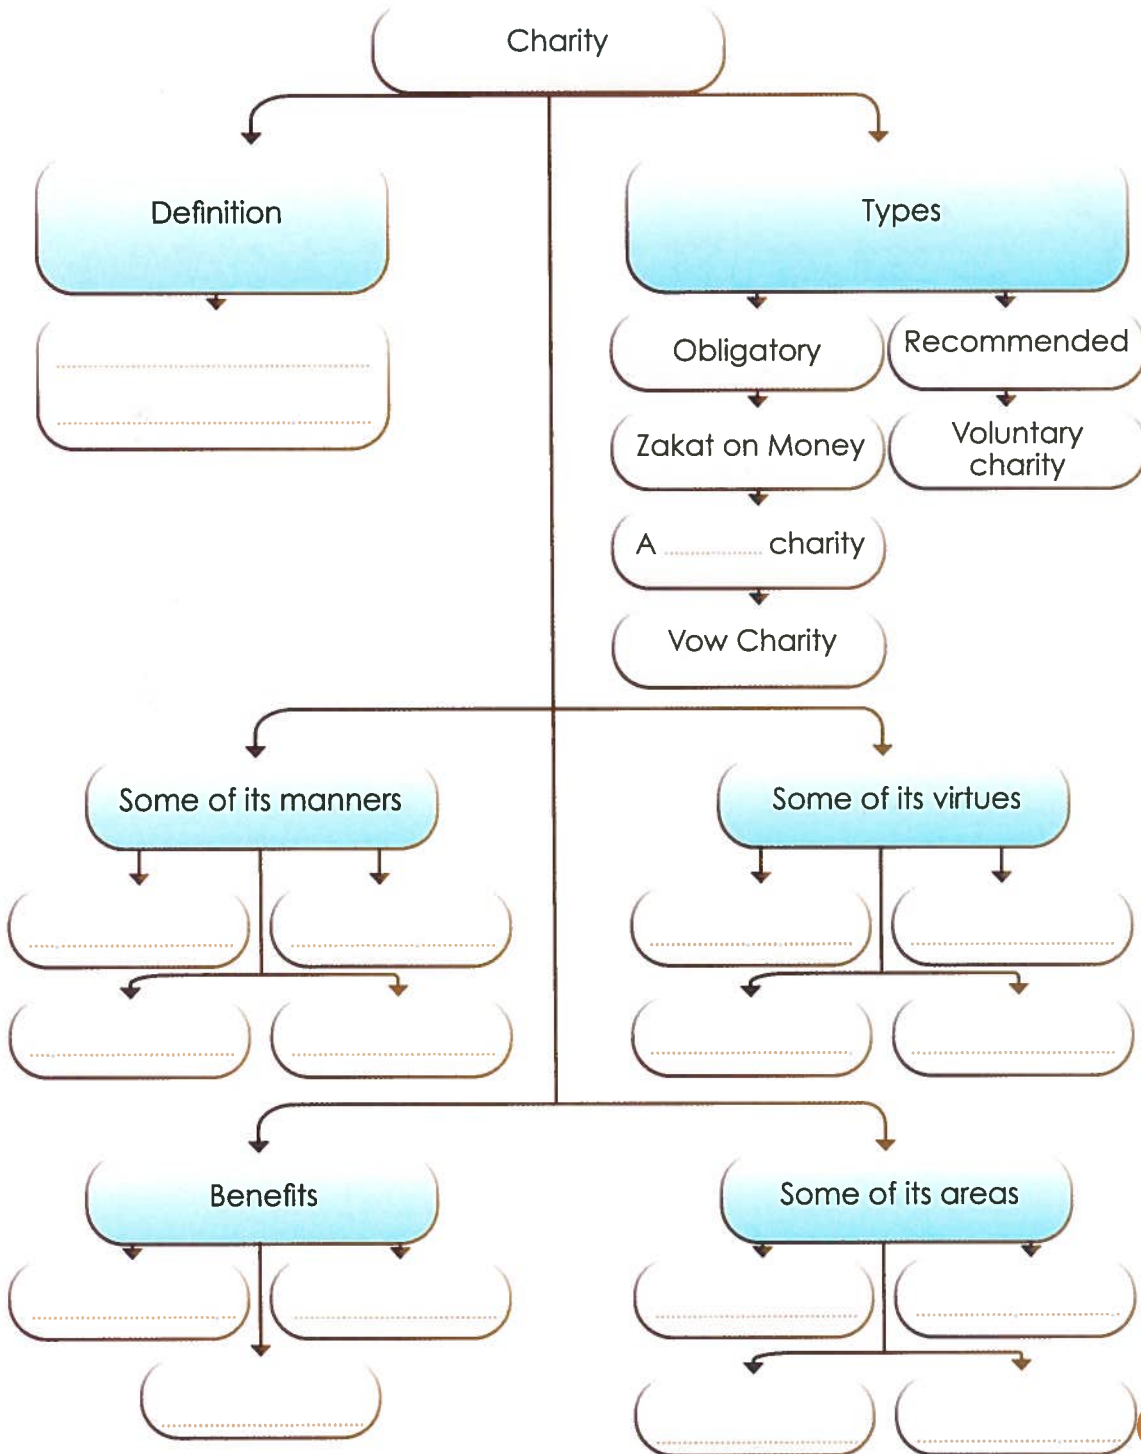 Charity
Definition
Types
Obligatory
Recommended
Zakat on Money
Voluntary
charity
A ............ charity
Vow Charity
Some of its manners
Some of its virtues
Benefits
Some of its areas